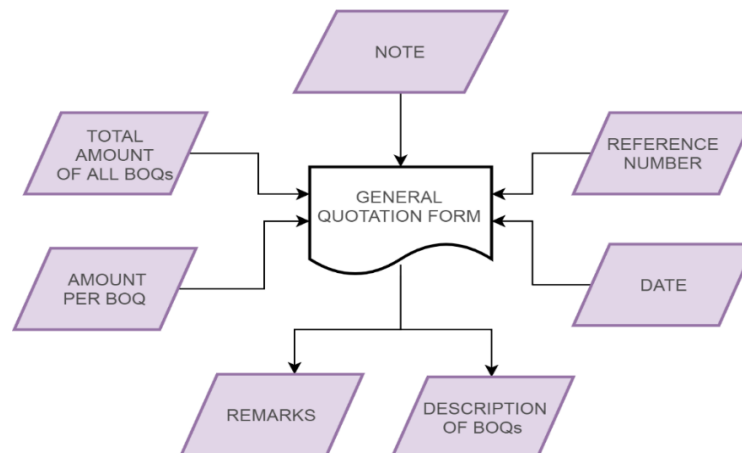 NOTE
TOTAL
AMOUNT
OF ALL BOQs
REFERENCE
NUMBER
GENERAL
QUOTATION FORM
AMOUNT
PER BOQ
DATE
REMARKS
DESCRIPTION
OF BOQs